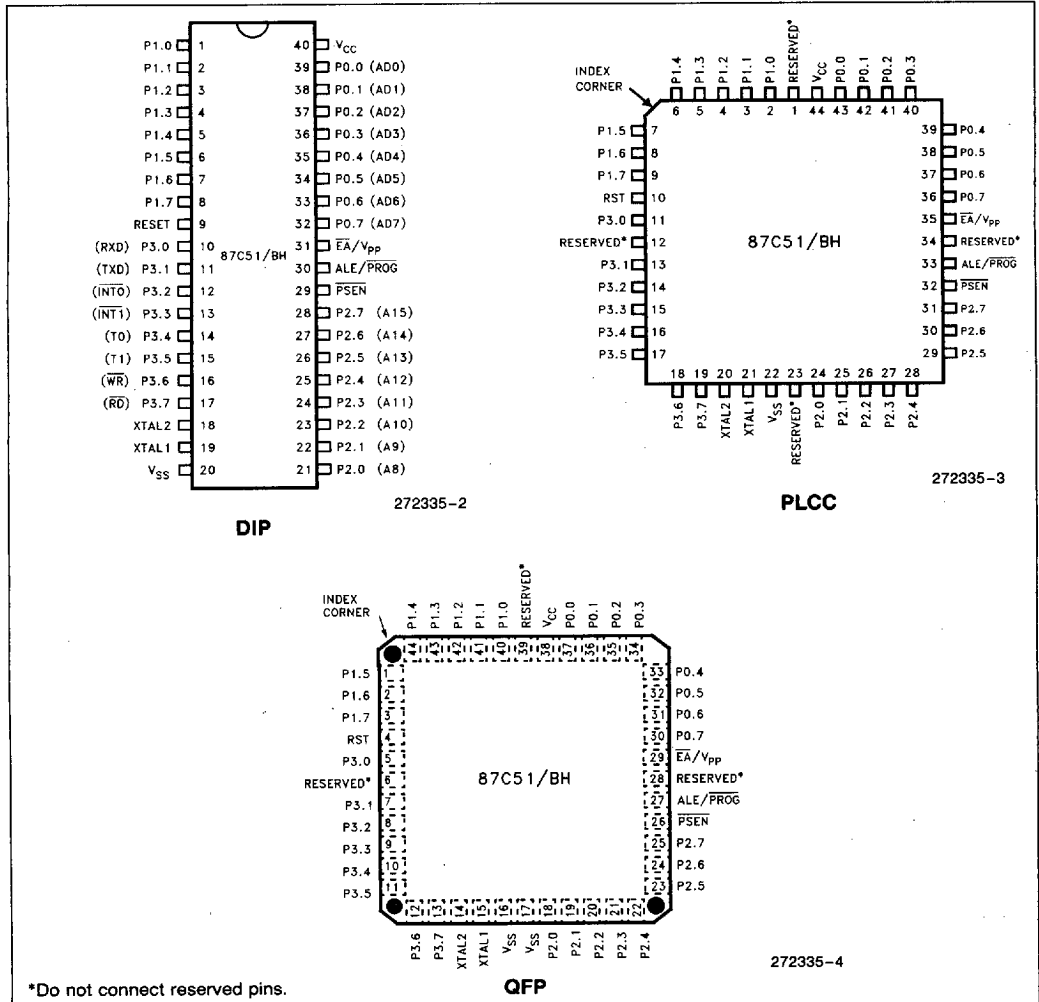 P1.0 1 40 VCC
P1.1 2 39 P0.0 (AD0)
P1.2 3 38 P0.1 (AD1)
P1.3 4 37 P0.2 (AD2)
P1.4 5 36 P0.3 (AD3)
P1.5 6 35 P0.4 (AD4)
P1.6 7 34 P0.5 (AD5)
P1.7 8 33 P0.6 (AD6)
RESET 9 32 P0.7 (AD7)
(RXD) P3.0 10 31 E̅A̅/VPP
87C51/BH
(TXD) P3.1 11 30 ALE/P̅R̅O̅G̅
(I̅N̅T̅0̅) P3.2 12 29 P̅S̅E̅N̅
(I̅N̅T̅1̅) P3.3 13 28 P2.7 (A15)
(T0) P3.4 14 27 P2.6 (A14)
(T1) P3.5 15 26 P2.5 (A13)
(W̅R̅) P3.6 16 25 P2.4 (A12)
(R̅D̅) P3.7 17 24 P2.3 (A11)
XTAL2 18 23 P2.2 (A10)
XTAL1 19 22 P2.1 (A9)
VSS 20 21 P2.0 (A8)
272335-2
DIP
INDEX
CORNER
P1.4 P1.3 P1.2 P1.1 P1.0 RESERVED* VCC P0.0 P0.1 P0.2 P0.3
6 5 4 3 2 1 44 43 42 41 40
P1.5 7 39 P0.4
P1.6 8 38 P0.5
P1.7 9 37 P0.6
RST 10 36 P0.7
P3.0 11 35 E̅A̅/VPP
RESERVED* 12 87C51/BH 34 RESERVED*
P3.1 13 33 ALE/P̅R̅O̅G̅
P3.2 14 32 P̅S̅E̅N̅
P3.3 15 31 P2.7
P3.4 16 30 P2.6
P3.5 17 29 P2.5
18 19 20 21 22 23 24 25 26 27 28
P3.6 P3.7 XTAL2 XTAL1 VSS RESERVED* P2.0 P2.1 P2.2 P2.3 P2.4
272335-3
PLCC
INDEX
CORNER
P1.4 P1.3 P1.2 P1.1 P1.0 RESERVED* VCC P0.0 P0.1 P0.2 P0.3
44 43 42 41 40 39 38 37 36 35 34
P1.5 1 33 P0.4
P1.6 2 32 P0.5
P1.7 3 31 P0.6
RST 4 30 P0.7
P3.0 5 29 E̅A̅/VPP
RESERVED* 6 87C51/BH 28 RESERVED*
P3.1 7 27 ALE/P̅R̅O̅G̅
P3.2 8 26 P̅S̅E̅N̅
P3.3 9 25 P2.7
P3.4 10 24 P2.6
P3.5 11 23 P2.5
12 13 14 15 16 17 18 19 20 21 22
P3.6 P3.7 XTAL2 XTAL1 VSS VSS P2.0 P2.1 P2.2 P2.3 P2.4
272335-4
QFP
*Do not connect reserved pins.